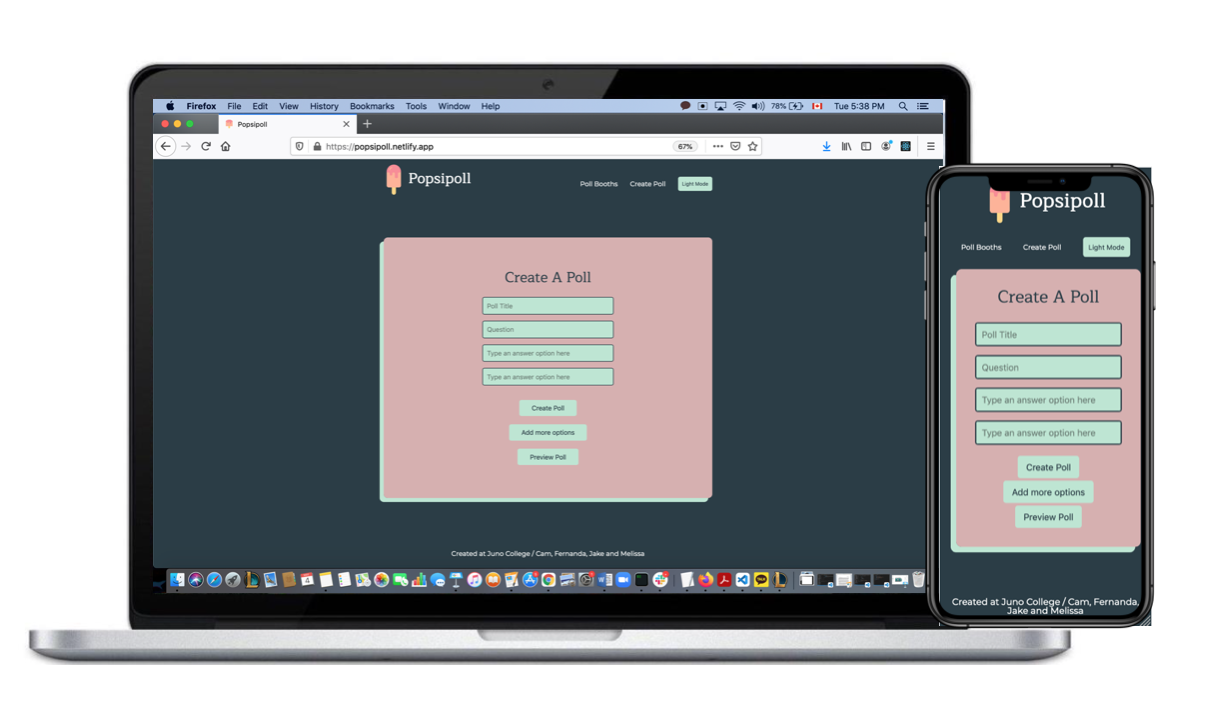 Firefox File Edit View History Bookmarks Tools Window Help 78% Tue 5:38 PM
Popsipoll
https://popsipoll.netlify.app 67%
Popsipoll
Poll Booths Create Poll Light Mode
Create A Poll
Poll Title
Question
Type an answer option here
Type an answer option here
Create Poll
Add more options
Preview Poll
Created at Juno College / Cam, Fernanda, Jake and Melissa
Popsipoll
Poll Booths Create Poll Light Mode
Create A Poll
Poll Title
Question
Type an answer option here
Type an answer option here
Create Poll
Add more options
Preview Poll
Created at Juno College / Cam, Fernanda,
Jake and Melissa